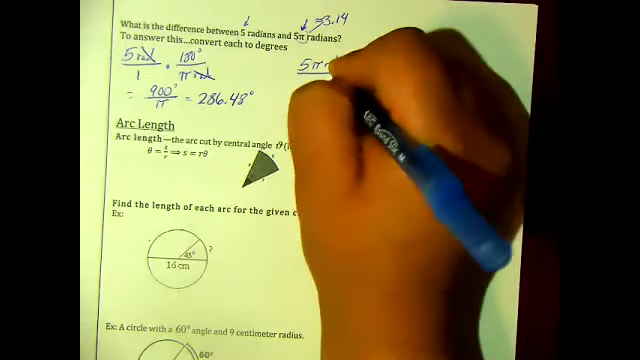 ≈3.14
What is the difference between 5 radians and 5π radians?
To answer this...convert each to degrees
5 rad / 1 • 180° / π rad
5π
= 900° / π = 286.48°
Arc Length
Arc length—the arc cut by central angle θ
θ = s/r ⟹ s = rθ
Find the length of each arc for the given
Ex:
45°
?
16 cm
Ex: A circle with a 60° angle and 9 centimeter radius.
60°